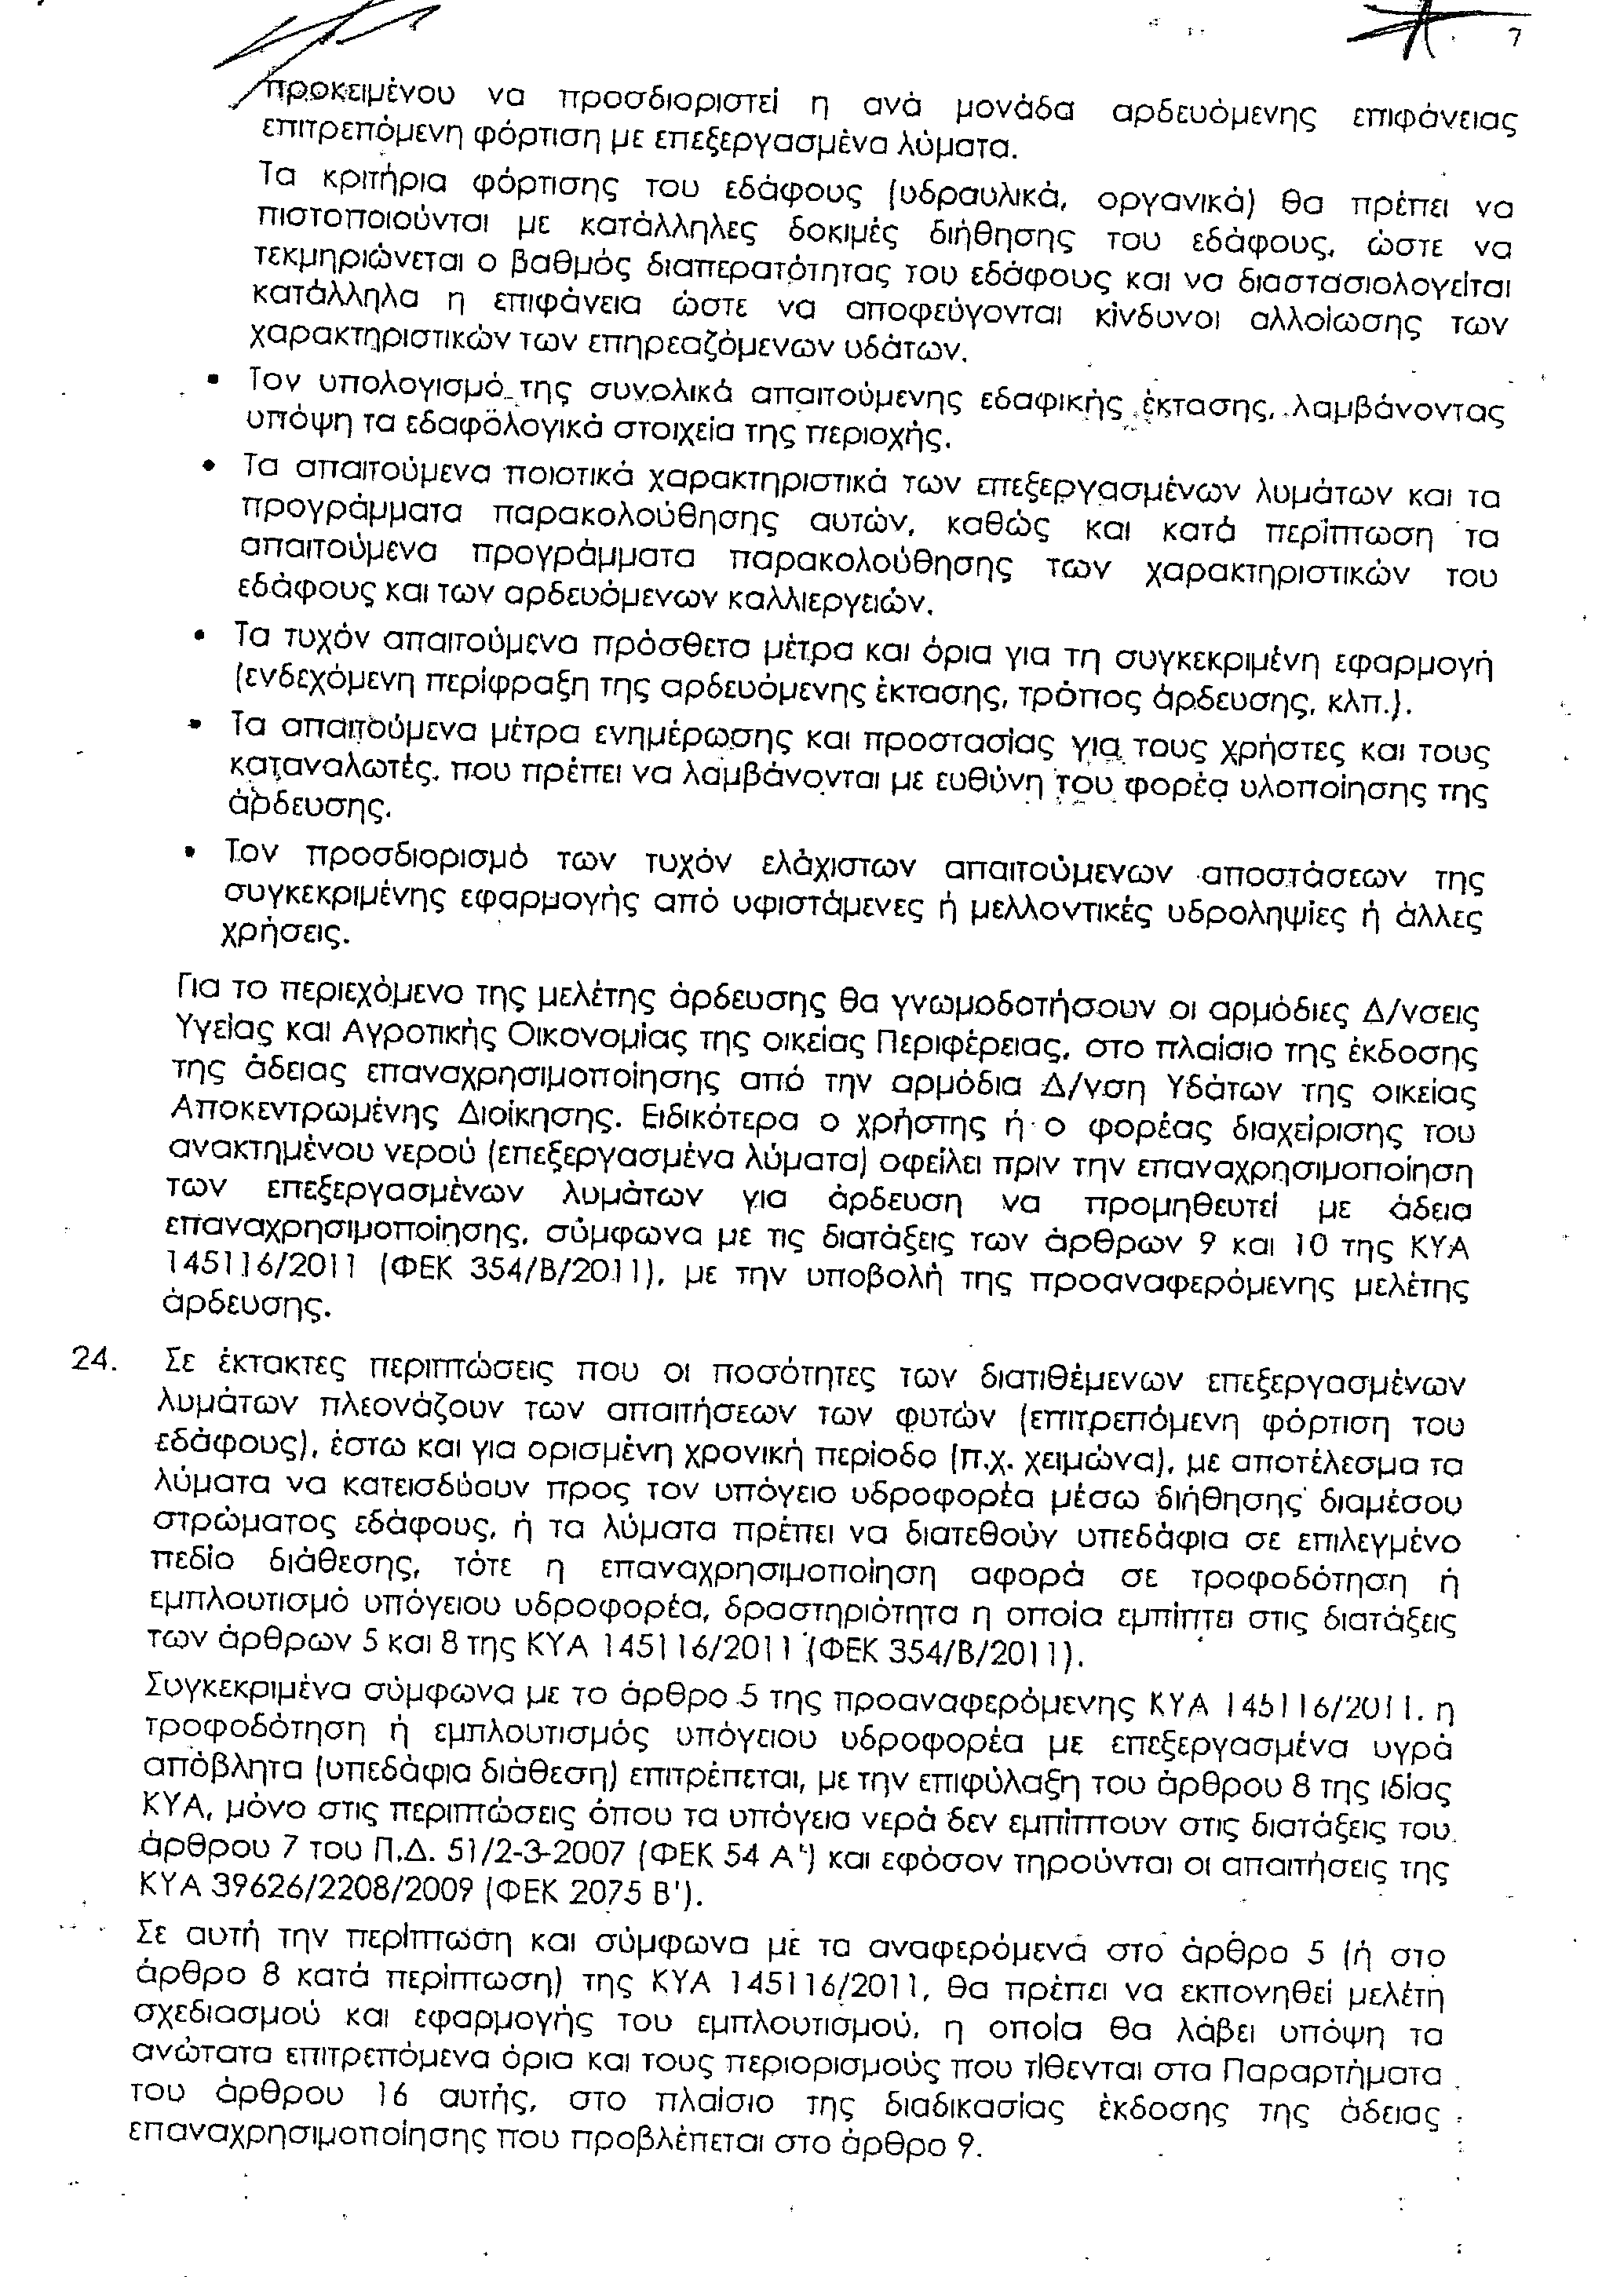 7
προκειμένου να προσδιοριστεί η ανά μονάδα αρδευόμενης επιφάνειας
επιτρεπόμενη φόρτιση με επεξεργασμένα λύματα.
Τα κριτήρια φόρτισης του εδάφους (υδραυλικά, οργανικά) θα πρέπει να
πιστοποιούνται με κατάλληλες δοκιμές διήθησης του εδάφους, ώστε να
τεκμηριώνεται ο βαθμός διαπερατότητας του εδάφους και να διαστασιολογείται
κατάλληλα η επιφάνεια ώστε να αποφεύγονται κίνδυνοι αλλοίωσης των
χαρακτηριστικών των επηρεαζόμενων υδάτων.
• Τον υπολογισμό της συνολικά απαιτούμενης εδαφικής έκτασης, λαμβάνοντας
υπόψη τα εδαφολογικά στοιχεία της περιοχής.
• Τα απαιτούμενα ποιοτικά χαρακτηριστικά των επεξεργασμένων λυμάτων και τα
προγράμματα παρακολούθησης αυτών, καθώς και κατά περίπτωση τα
απαιτούμενα προγράμματα παρακολούθησης των χαρακτηριστικών του
εδάφους και των αρδευόμενων καλλιεργειών.
• Τα τυχόν απαιτούμενα πρόσθετα μέτρα και όρια για τη συγκεκριμένη εφαρμογή
(ενδεχόμενη περίφραξη της αρδευόμενης έκτασης, τρόπος άρδευσης, κλπ.).
• Τα απαιτούμενα μέτρα ενημέρωσης και προστασίας για τους χρήστες και τους
καταναλωτές, που πρέπει να λαμβάνονται με ευθύνη του φορέα υλοποίησης της
άρδευσης.
• Τον προσδιορισμό των τυχόν ελάχιστων απαιτούμενων αποστάσεων της
συγκεκριμένης εφαρμογής από υφιστάμενες ή μελλοντικές υδροληψίες ή άλλες
χρήσεις.
Για το περιεχόμενο της μελέτης άρδευσης θα γνωμοδοτήσουν οι αρμόδιες Δ/νσεις
Υγείας και Αγροτικής Οικονομίας της οικείας Περιφέρειας, στο πλαίσιο της έκδοσης
της άδειας επαναχρησιμοποίησης από την αρμόδια Δ/νση Υδάτων της οικείας
Αποκεντρωμένης Διοίκησης. Ειδικότερα ο χρήστης ή ο φορέας διαχείρισης του
ανακτημένου νερού (επεξεργασμένα λύματα) οφείλει πριν την επαναχρησιμοποίηση
των επεξεργασμένων λυμάτων για άρδευση να προμηθευτεί με άδεια
επαναχρησιμοποίησης, σύμφωνα με τις διατάξεις των άρθρων 9 και 10 της ΚΥΑ
145116/2011 (ΦΕΚ 354/Β/2011), με την υποβολή της προαναφερόμενης μελέτης
άρδευσης.
24. Σε έκτακτες περιπτώσεις που οι ποσότητες των διατιθέμενων επεξεργασμένων
λυμάτων πλεονάζουν των απαιτήσεων των φυτών (επιτρεπόμενη φόρτιση του
εδάφους), έστω και για ορισμένη χρονική περίοδο (π.χ. χειμώνα), με αποτέλεσμα τα
λύματα να κατεισδύουν προς τον υπόγειο υδροφορέα μέσω διήθησης διαμέσου
στρώματος εδάφους, ή τα λύματα πρέπει να διατεθούν υπεδάφια σε επιλεγμένο
πεδίο διάθεσης, τότε η επαναχρησιμοποίηση αφορά σε τροφοδότηση ή
εμπλουτισμό υπόγειου υδροφορέα, δραστηριότητα η οποία εμπίπτει στις διατάξεις
των άρθρων 5 και 8 της ΚΥΑ 145116/2011 (ΦΕΚ 354/Β/2011).
Συγκεκριμένα σύμφωνα με το άρθρο 5 της προαναφερόμενης ΚΥΑ 145116/2011, η
τροφοδότηση ή εμπλουτισμός υπόγειου υδροφορέα με επεξεργασμένα υγρά
απόβλητα (υπεδάφια διάθεση) επιτρέπεται, με την επιφύλαξη του άρθρου 8 της ιδίας
ΚΥΑ, μόνο στις περιπτώσεις όπου τα υπόγεια νερά δεν εμπίπτουν στις διατάξεις του
άρθρου 7 του Π.Δ. 51/2-3-2007 (ΦΕΚ 54 Α') και εφόσον τηρούνται οι απαιτήσεις της
ΚΥΑ 39626/2208/2009 (ΦΕΚ 2075 Β').
Σε αυτή την περίπτωση και σύμφωνα με τα αναφερόμενα στο άρθρο 5 (ή στο
άρθρο 8 κατά περίπτωση) της ΚΥΑ 145116/2011, θα πρέπει να εκπονηθεί μελέτη
σχεδιασμού και εφαρμογής του εμπλουτισμού, η οποία θα λάβει υπόψη τα
ανώτατα επιτρεπόμενα όρια και τους περιορισμούς που τίθενται στα Παραρτήματα
του άρθρου 16 αυτής, στο πλαίσιο της διαδικασίας έκδοσης της άδειας
επαναχρησιμοποίησης που προβλέπεται στο άρθρο 9.